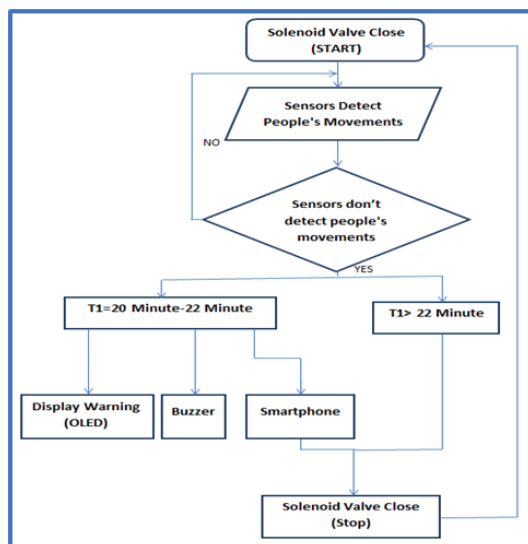 Solenoid Valve Close
(START)
Sensors Detect
People's Movements
NO
Sensors don’t
detect people's
movements
YES
T1=20 Minute-22 Minute
T1> 22 Minute
Display Warning
(OLED)
Buzzer
Smartphone
Solenoid Valve Close
(Stop)